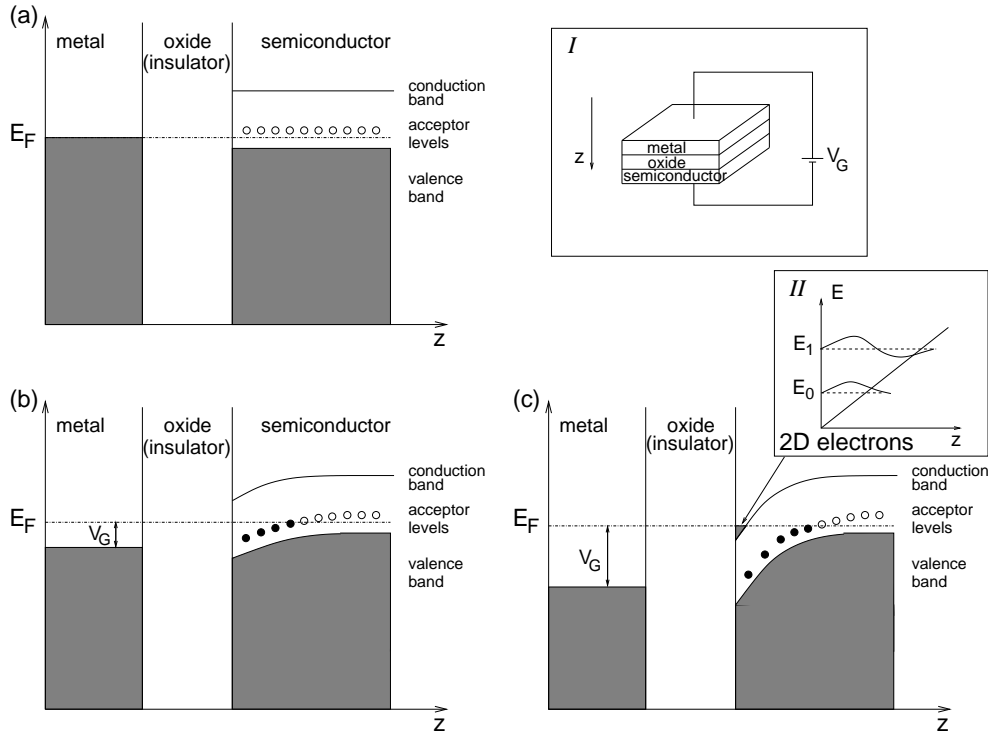 (a)
metal
oxide
(insulator)
semiconductor
conduction
band
acceptor
levels
E_F
valence
band
z
I
z
metal
oxide
semiconductor
V_G
II
E
E_1
E_0
z
2D electrons
(b)
metal
oxide
(insulator)
semiconductor
conduction
band
acceptor
levels
E_F
V_G
valence
band
z
(c)
metal
oxide
(insulator)
semiconductor
conduction
band
acceptor
levels
E_F
V_G
valence
band
z